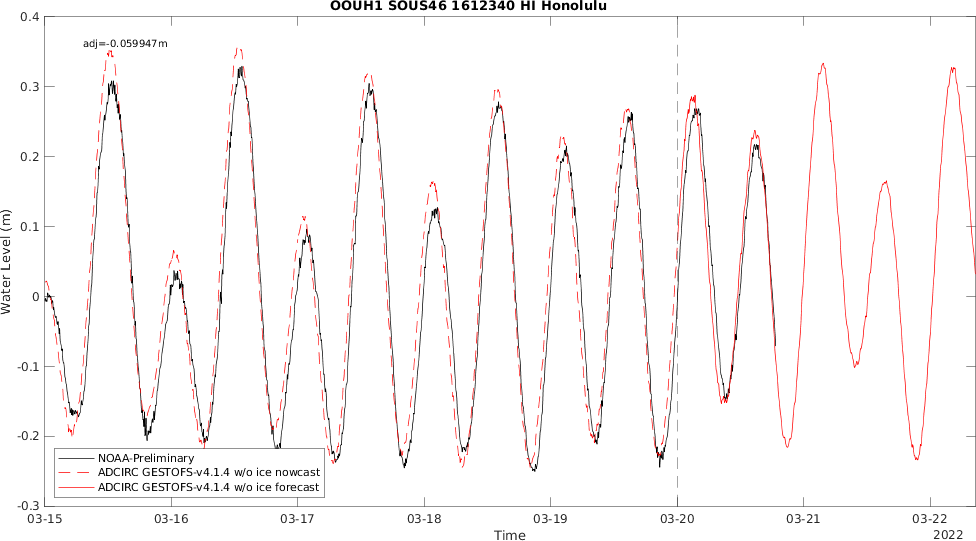 OOUH1 SOUS46 1612340 HI Honolulu
adj=-0.059947m
0.4
0.3
0.2
0.1
0
-0.1
-0.2
-0.3
Water Level (m)
NOAA-Preliminary
ADCIRC GESTOFS-v4.1.4 w/o ice nowcast
ADCIRC GESTOFS-v4.1.4 w/o ice forecast
03-15 03-16 03-17 03-18 03-19 03-20 03-21 03-22
Time
2022